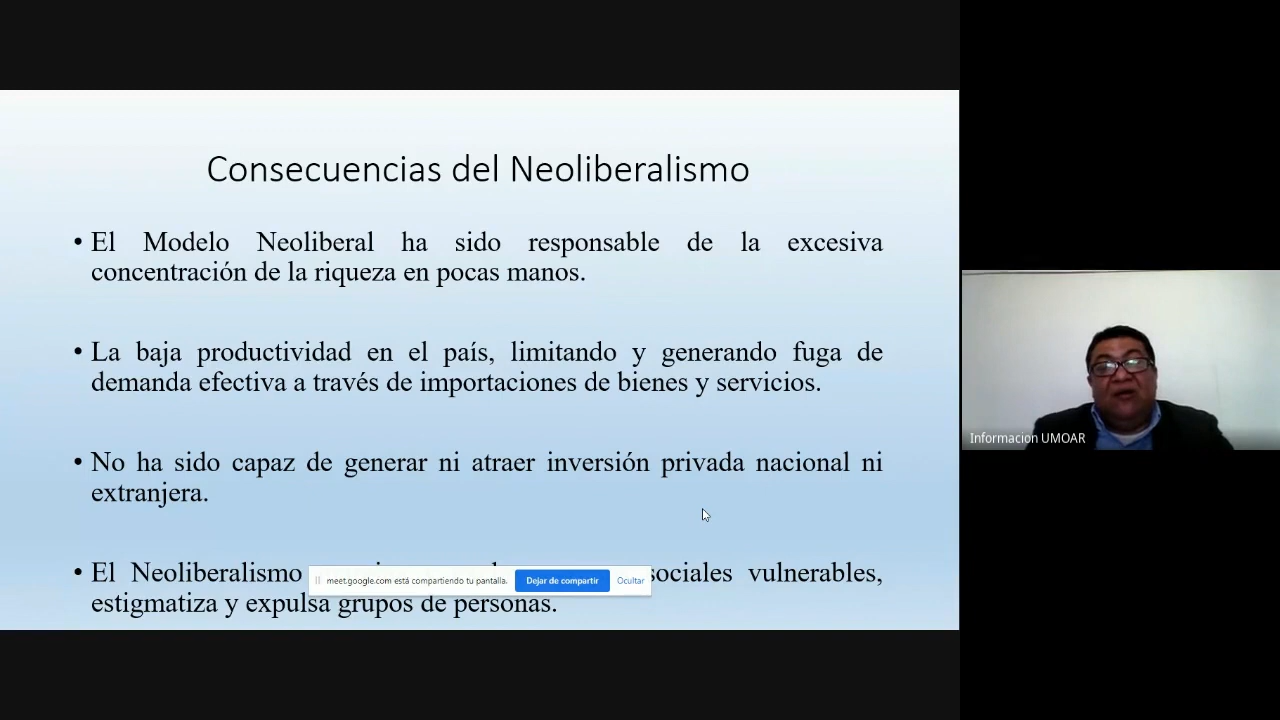 Consecuencias del Neoliberalismo
• El Modelo Neoliberal ha sido responsable de la excesiva
concentración de la riqueza en pocas manos.
• La baja productividad en el país, limitando y generando fuga de
demanda efectiva a través de importaciones de bienes y servicios.
• No ha sido capaz de generar ni atraer inversión privada nacional ni
extranjera.
• El Neoliberalismo sociales vulnerables,
estigmatiza y expulsa grupos de personas.
meet.google.com está compartiendo tu pantalla. Dejar de compartir Ocultar
Informacion UMOAR